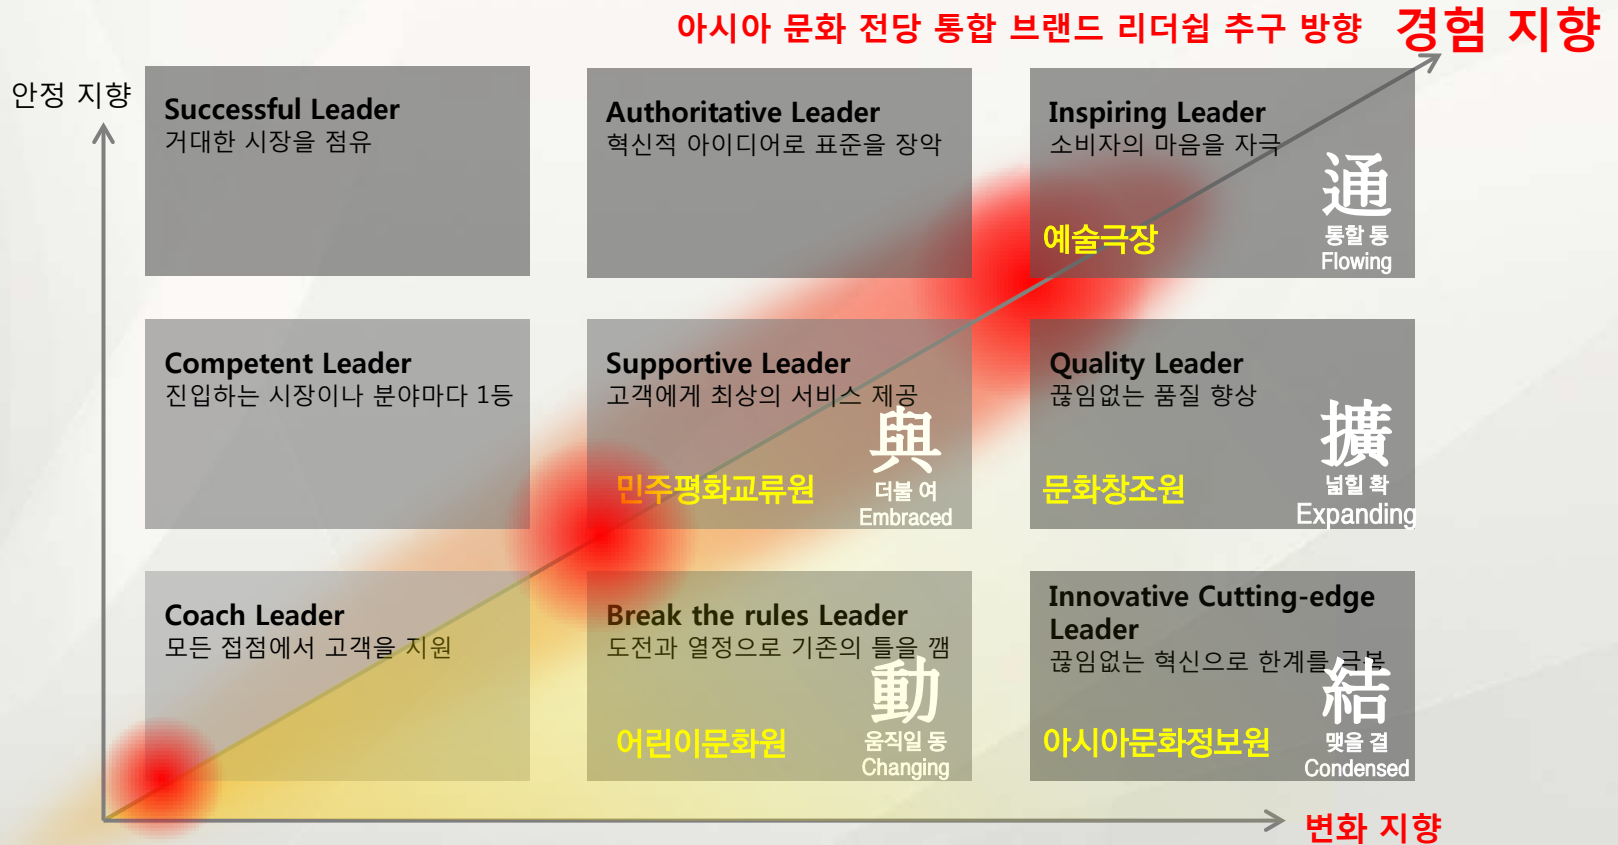 아시아 문화 전당 통합 브랜드 리더쉽 추구 방향 경험 지향
안정 지향
Successful Leader
거대한 시장을 점유
Authoritative Leader
혁신적 아이디어로 표준을 장악
Inspiring Leader
소비자의 마음을 자극
예술극장
通
통할 통
Flowing
Competent Leader
진입하는 시장이나 분야마다 1등
Supportive Leader
고객에게 최상의 서비스 제공
민주평화교류원
與
더불 여
Embraced
Quality Leader
끊임없는 품질 향상
문화창조원
擴
넓힐 확
Expanding
Coach Leader
모든 접점에서 고객을 지원
Break the rules Leader
도전과 열정으로 기존의 틀을 깸
어린이문화원
動
움직일 동
Changing
Innovative Cutting-edge
Leader
끊임없는 혁신으로 한계를 극복
아시아문화정보원
結
맺을 결
Condensed
변화 지향